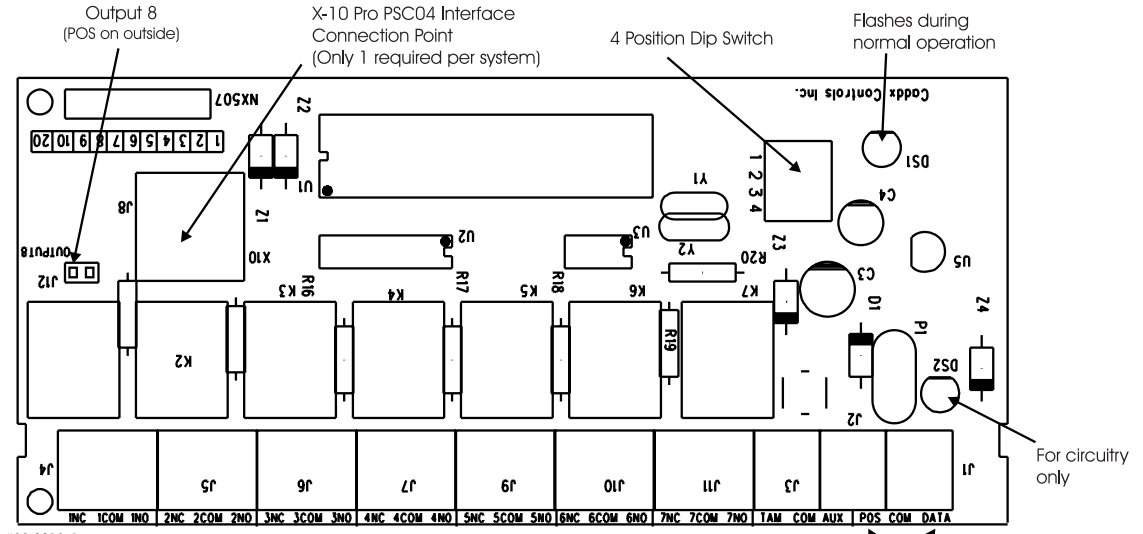 Output 8
(POS on outside)
X-10 Pro PSC04 Interface
Connection Point
(Only 1 required per system)
4 Position Dip Switch
Flashes during
normal operation
NX507
Z2
Caddx Controls Inc.
20 10 9 8 7 6 5 4 3 2 1
U1
Y1
1
2
3
4
DS1
C4
J8
Z1
U2
U3
Y2
Z3
OUTPUT8
X10
R20
U5
J12
K3
R16
K4
R17
K5
R18
K6
K7
C3
D1
Z4
P1
K2
R19
DS2
J2
For circuitry
only
J4
J5
J6
J7
J9
J10
J11
J3
J1
1NC 1COM 1NO 2NC 2COM 2NO 3NC 3COM 3NO 4NC 4COM 4NO 5NC 5COM 5NO 6NC 6COM 6NO 7NC 7COM 7NO TAM COM AUX POS COM DATA